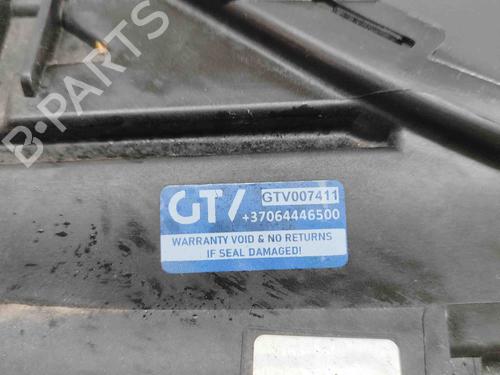 B-PARTS
GTV GTV007411
+37064446500
WARRANTY VOID & NO RETURNS
IF SEAL DAMAGED!